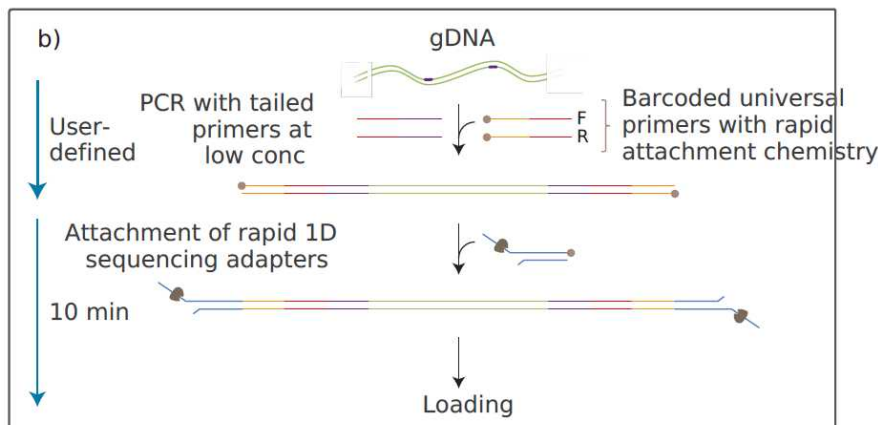 b)
gDNA
PCR with tailed
primers at
low conc
F
R
Barcoded universal
primers with rapid
attachment chemistry
User-
defined
Attachment of rapid 1D
sequencing adapters
10 min
Loading